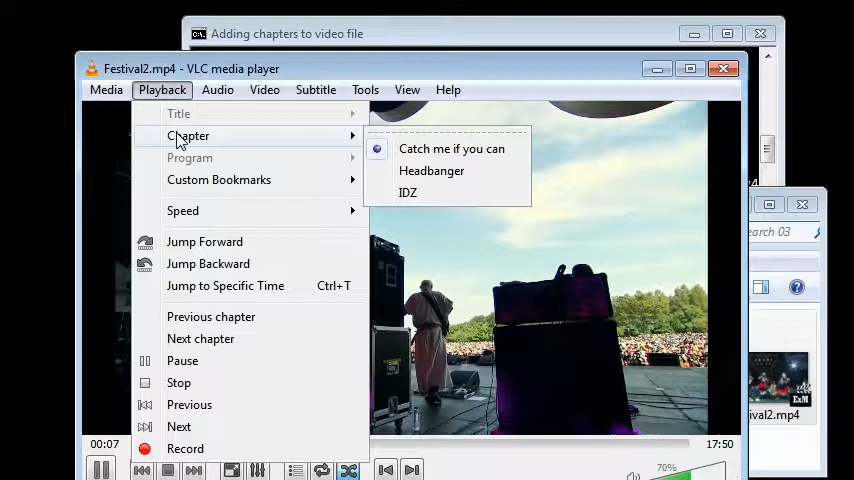 Adding chapters to video file
Festival2.mp4 - VLC media player
Media Playback Audio Video Subtitle Tools View Help
Title
Chapter
Program
Custom Bookmarks
Speed
Jump Forward
Jump Backward
Jump to Specific Time Ctrl+T
Previous chapter
Next chapter
Pause
Stop
Previous
Next
Record
Catch me if you can
Headbanger
IDZ
earch 03
ExM
ival2.mp4
00:07
17:50
70%